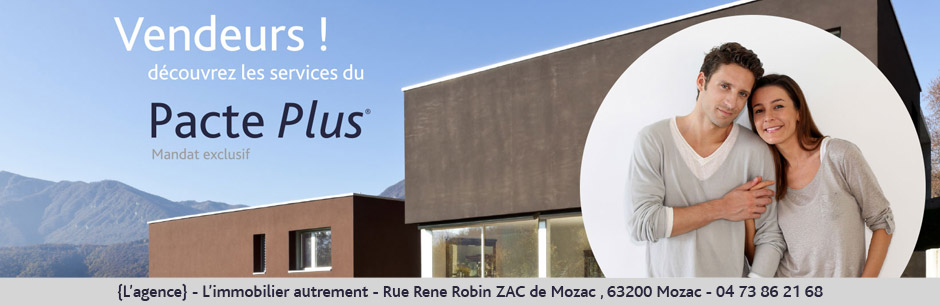 Vendeurs !
découvrez les services du
Pacte Plus®
Mandat exclusif
{L'agence} - L'immobilier autrement - Rue Rene Robin ZAC de Mozac , 63200 Mozac - 04 73 86 21 68